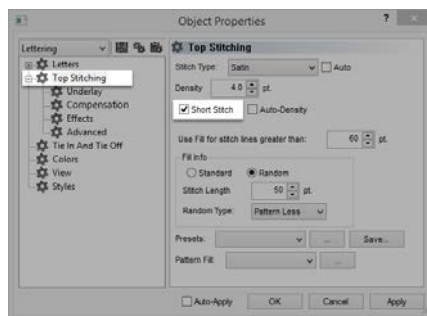 Object Properties
?
Lettering
Letters
Top Stitching
Underlay
Compensation
Effects
Advanced
Tie In And Tie Off
Colors
View
Styles
Top Stitching
Stitch Type: Satin Auto
Density 4.0 pt.
Short Stitch Auto-Density
Use Fill for stitch lines greater than: 60 pt.
Fill Info
Standard Random
Stitch Length 50 pt.
Random Type: Pattern Less
Presets: ... Save...
Pattern Fill: ...
Auto-Apply OK Cancel Apply